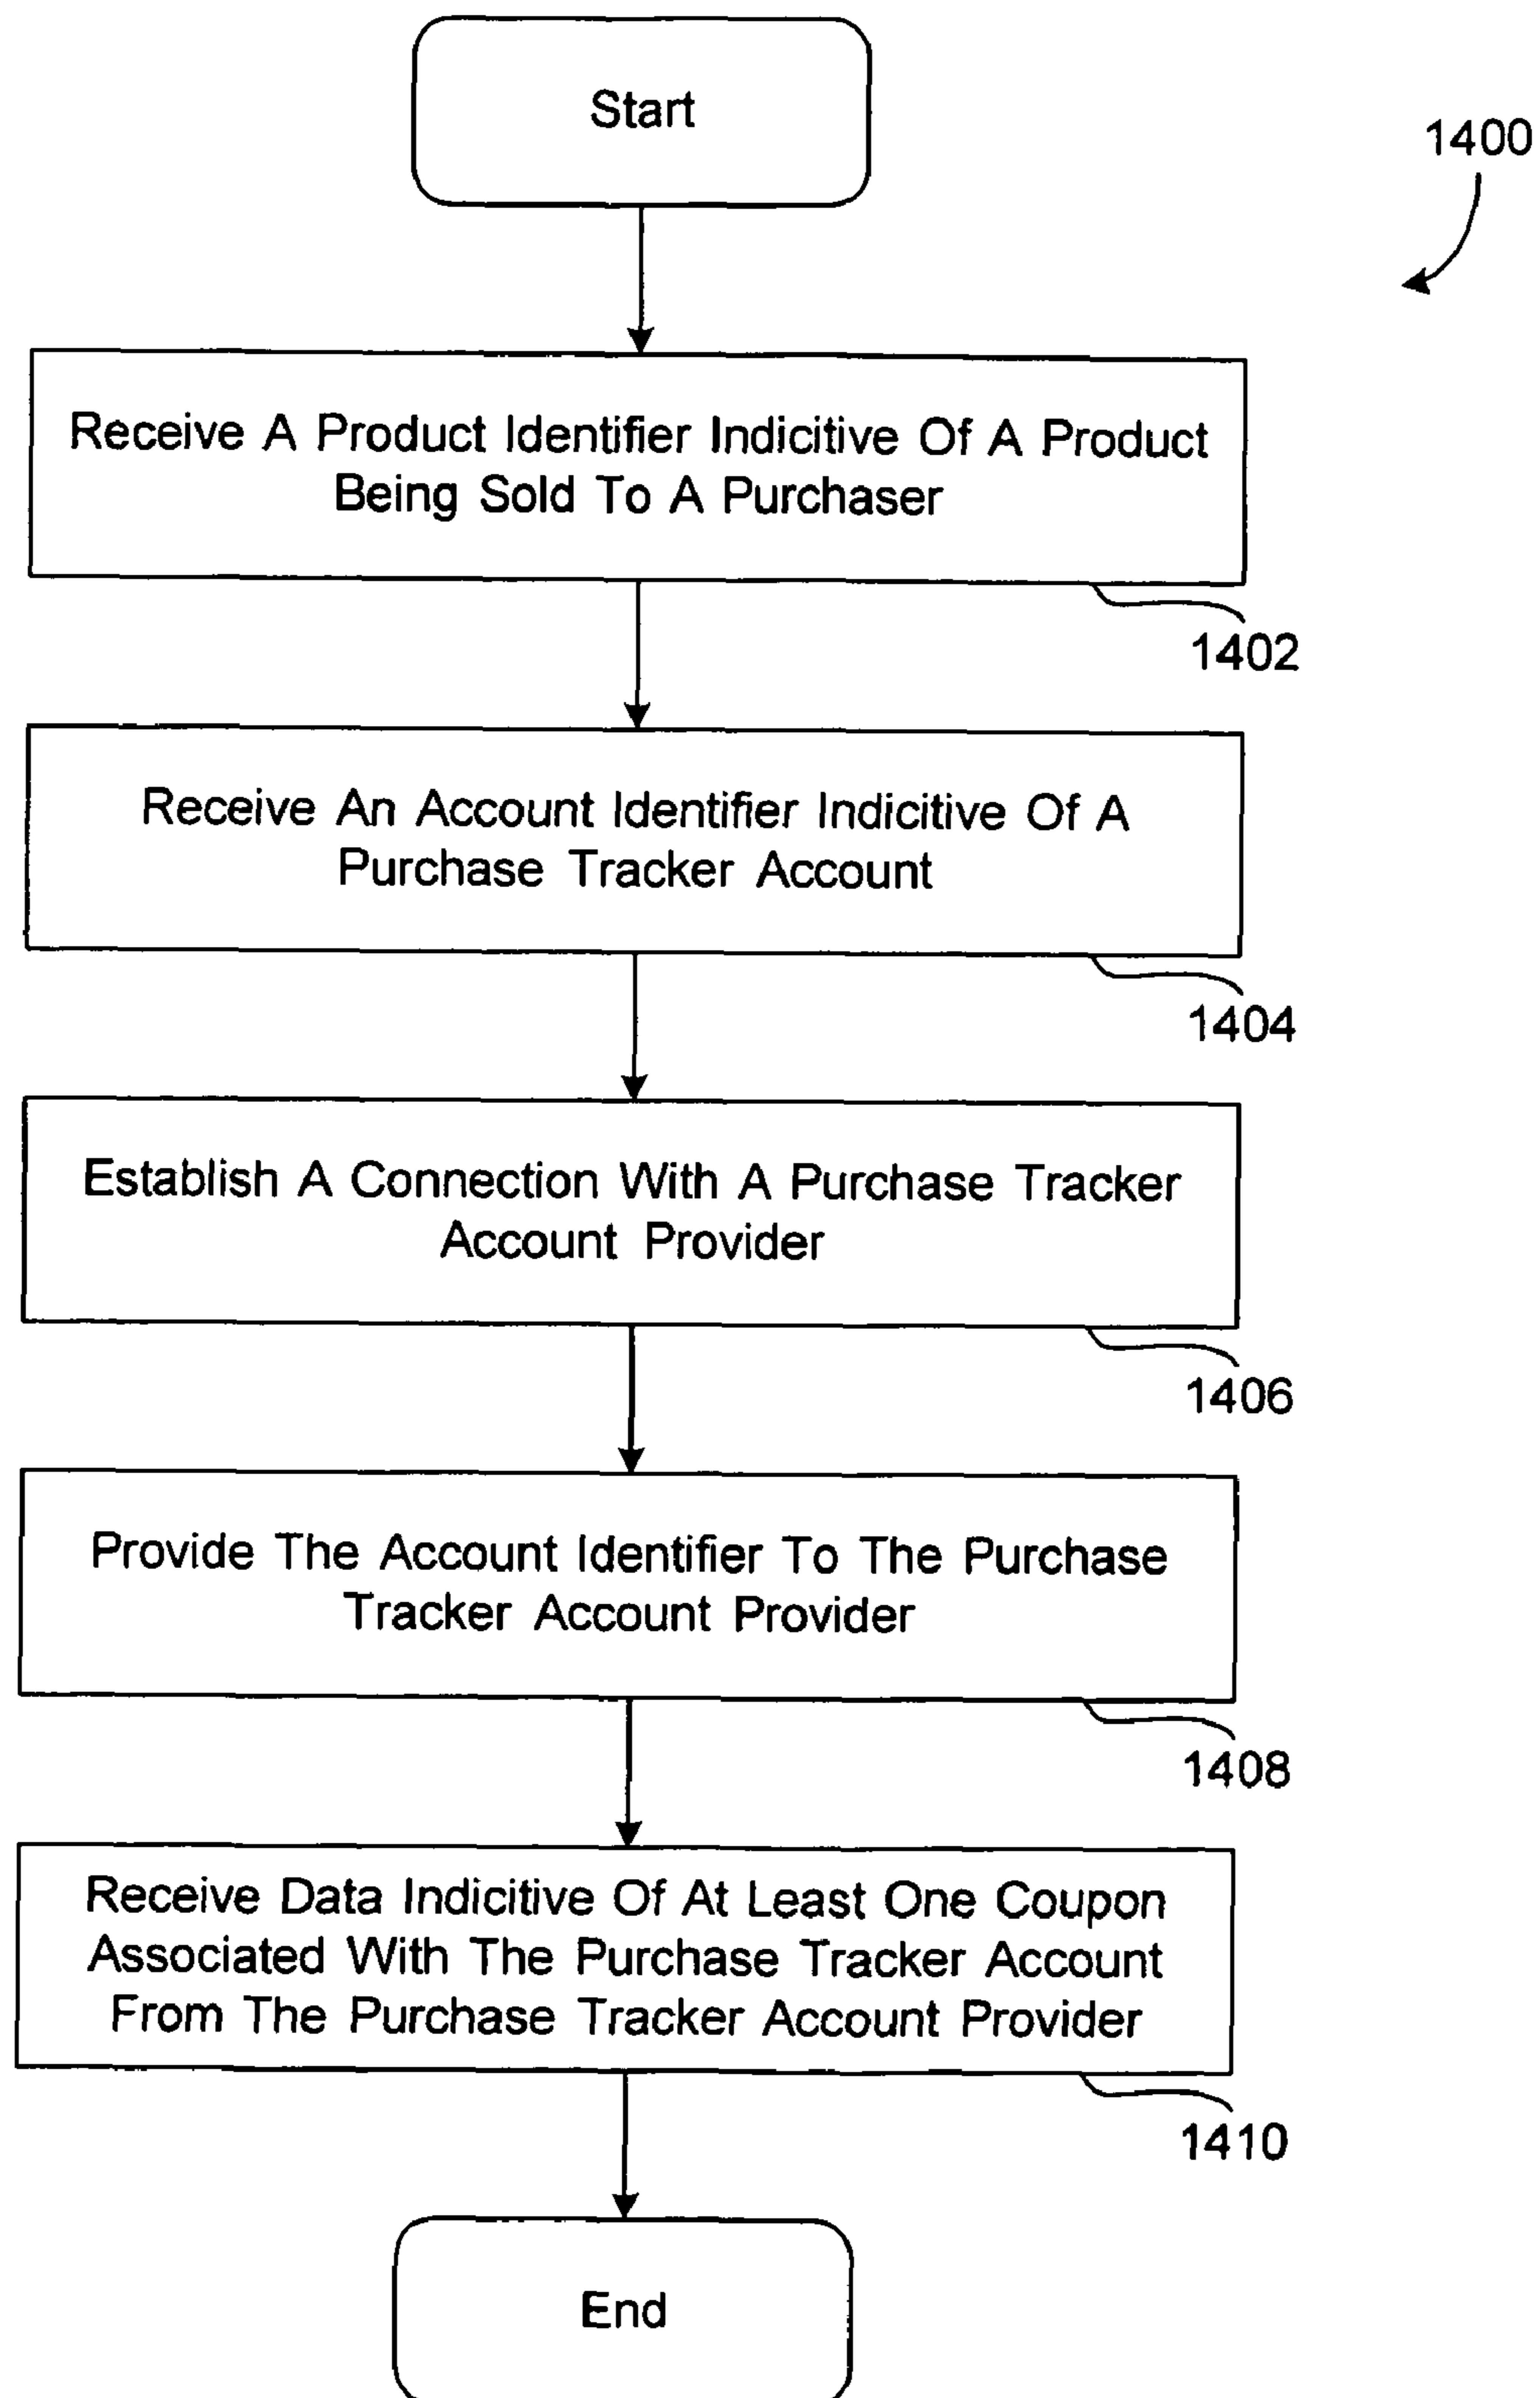 Start
1400
Receive A Product Identifier Indicitive Of A Product
Being Sold To A Purchaser
1402
Receive An Account Identifier Indicitive Of A
Purchase Tracker Account
1404
Establish A Connection With A Purchase Tracker
Account Provider
1406
Provide The Account Identifier To The Purchase
Tracker Account Provider
1408
Receive Data Indicitive Of At Least One Coupon
Associated With The Purchase Tracker Account
From The Purchase Tracker Account Provider
1410
End